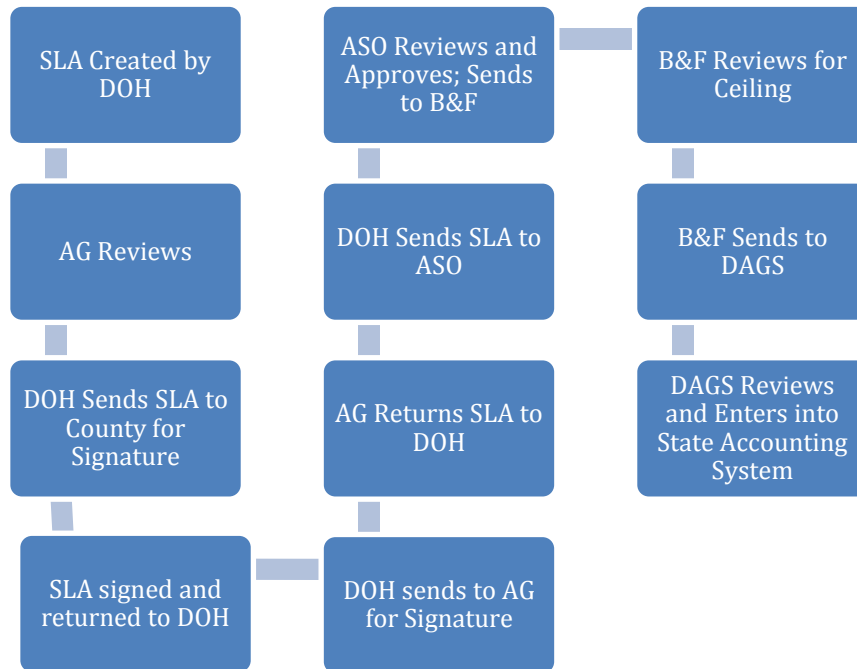 SLA Created by
DOH
AG Reviews
DOH Sends SLA to
County for
Signature
SLA signed and
returned to DOH
DOH sends to AG
for Signature
AG Returns SLA to
DOH
DOH Sends SLA to
ASO
ASO Reviews and
Approves; Sends
to B&F
B&F Reviews for
Ceiling
B&F Sends to
DAGS
DAGS Reviews
and Enters into
State Accounting
System